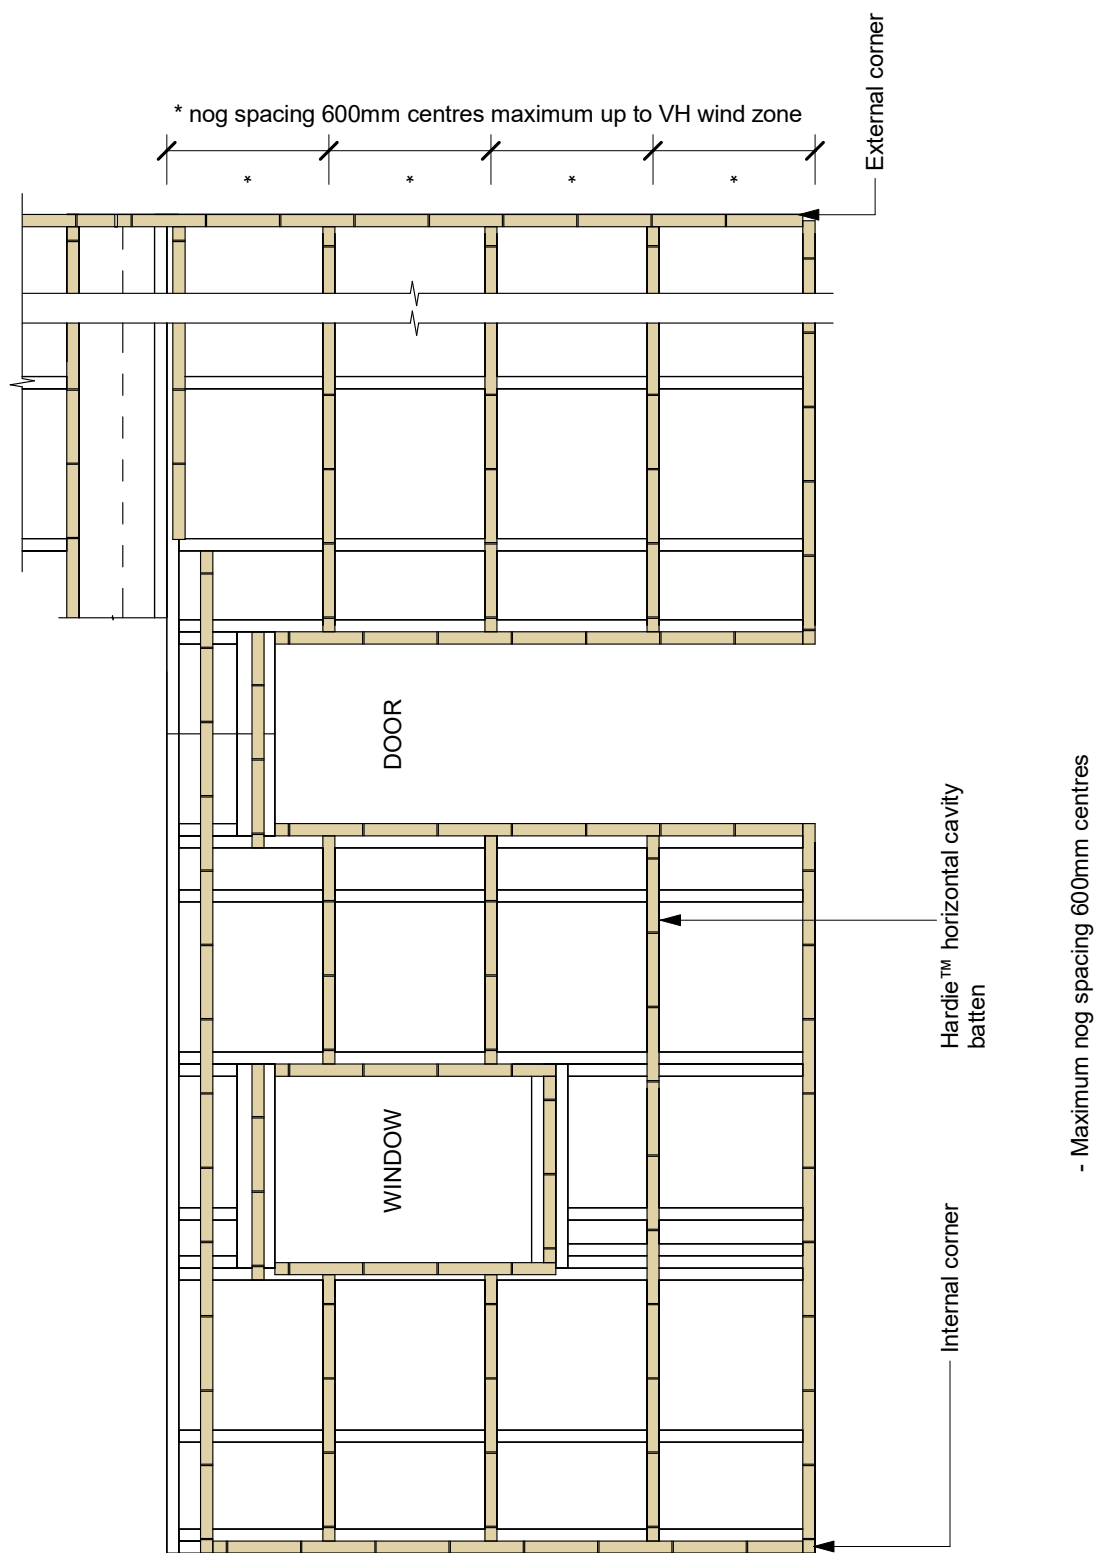 * nog spacing 600mm centres maximum up to VH wind zone
*
*
*
*
External corner
DOOR
WINDOW
Hardie™ horizontal cavity
batten
Internal corner
- Maximum nog spacing 600mm centres